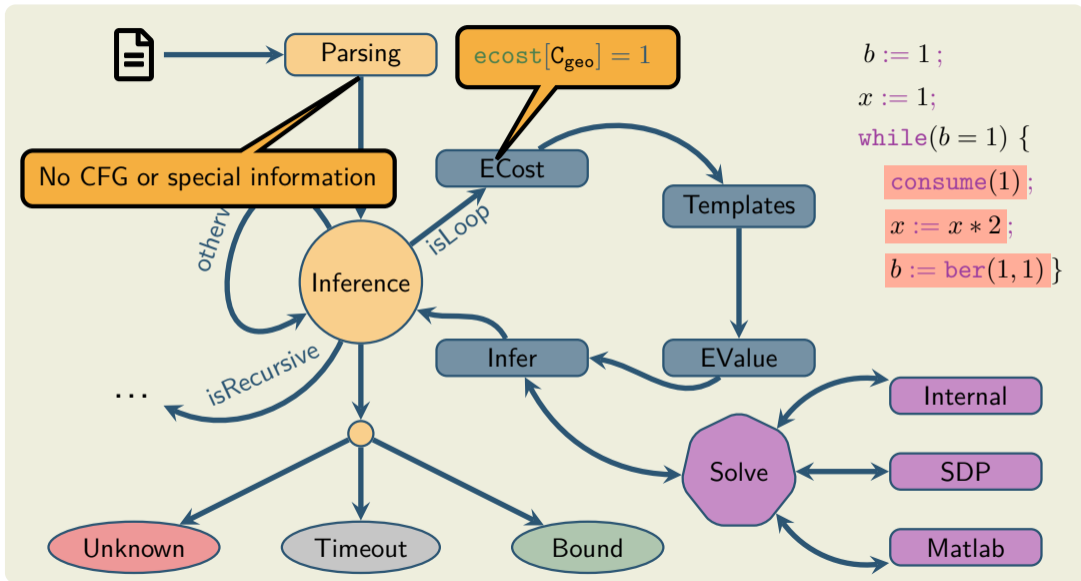 Parsing
ecost[C_geo] = 1
b := 1 ;
x := 1;
while(b = 1) {
consume(1) ;
x := x ∗ 2 ;
b := ber(1, 1) }
No CFG or special information
ECost
Templates
otherw
isLoop
Inference
Infer
EValue
isRecursive
...
Internal
Solve
SDP
Matlab
Unknown
Timeout
Bound